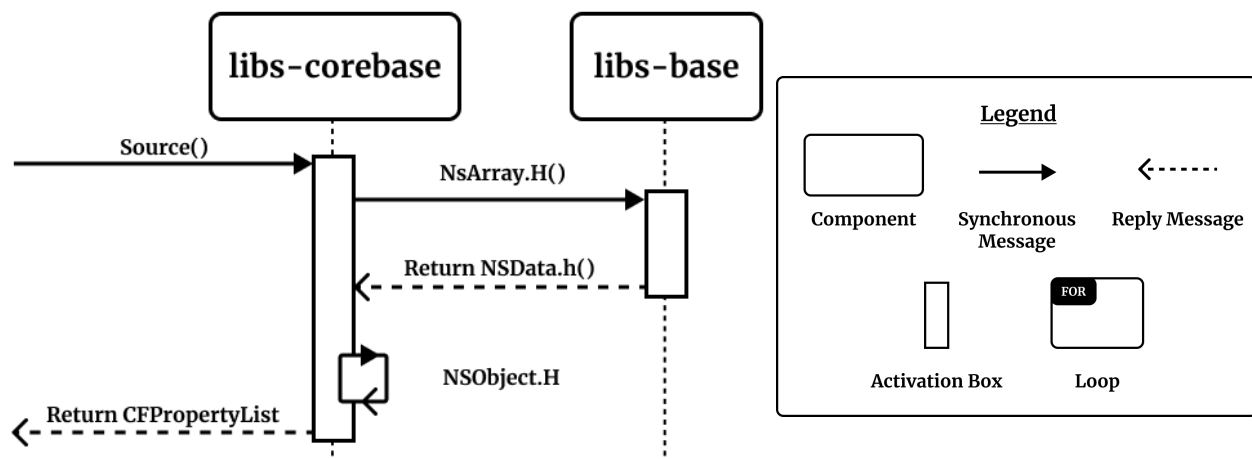 libs-corebase
libs-base
Source()
NsArray.H()
Return NSData.h()
NSObject.H
Return CFPropertyList
Legend
Component
Synchronous
Message
Reply Message
FOR
Activation Box
Loop